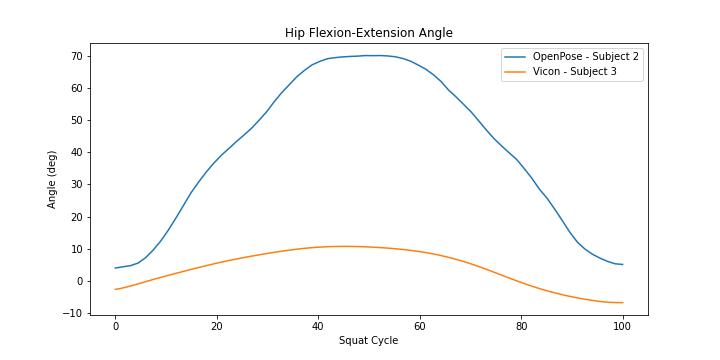 Hip Flexion-Extension Angle
OpenPose - Subject 2
Vicon - Subject 3
70
60
50
40
30
20
10
0
−10
Angle (deg)
0 20 40 60 80 100
Squat Cycle